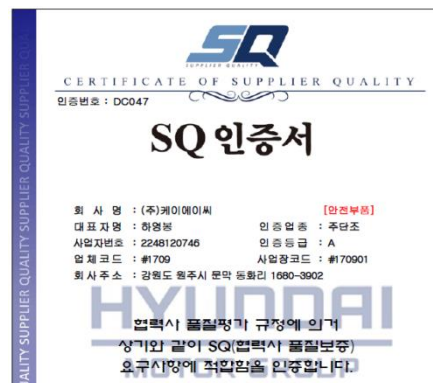 SQ
SUPPLIER QUALITY
CERTIFICATE OF SUPPLIER QUALITY
인증번호 : DC047
SQ 인증서
회 사 명 : (주)케이에이씨 [안전부품]
대표자명 : 하영봉 인증업종 : 주단조
사업자번호 : 2248120746 인증등급 : A
업체코드 : #1709 사업장코드 : #170901
회사주소 : 강원도 원주시 문막 동화리 1680-3902
HYUNDAI
협력사 품질평가 규정에 의거
상기와 같이 SQ(협력사 품질보증)
MOTOR GROUP
요구사항에 적합함을 인증합니다.
ALITY SUPPLIER QUALITY SUPPLIER QUALITY SUPPLIER QUALITY SUPPLIER